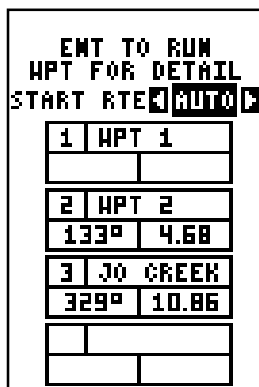 ENT TO RUN
WPT FOR DETAIL
START RTE AUTO
1 WPT 1
2 WPT 2
133° 4.68
3 JO CREEK
329° 10.86